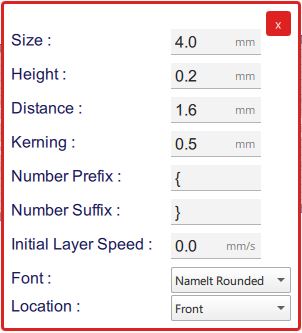 x
Size : 4.0 mm
Height : 0.2 mm
Distance : 1.6 mm
Kerning : 0.5 mm
Number Prefix : {
Number Suffix : }
Initial Layer Speed : 0.0 mm/s
Font : NameIt Rounded
Location : Front